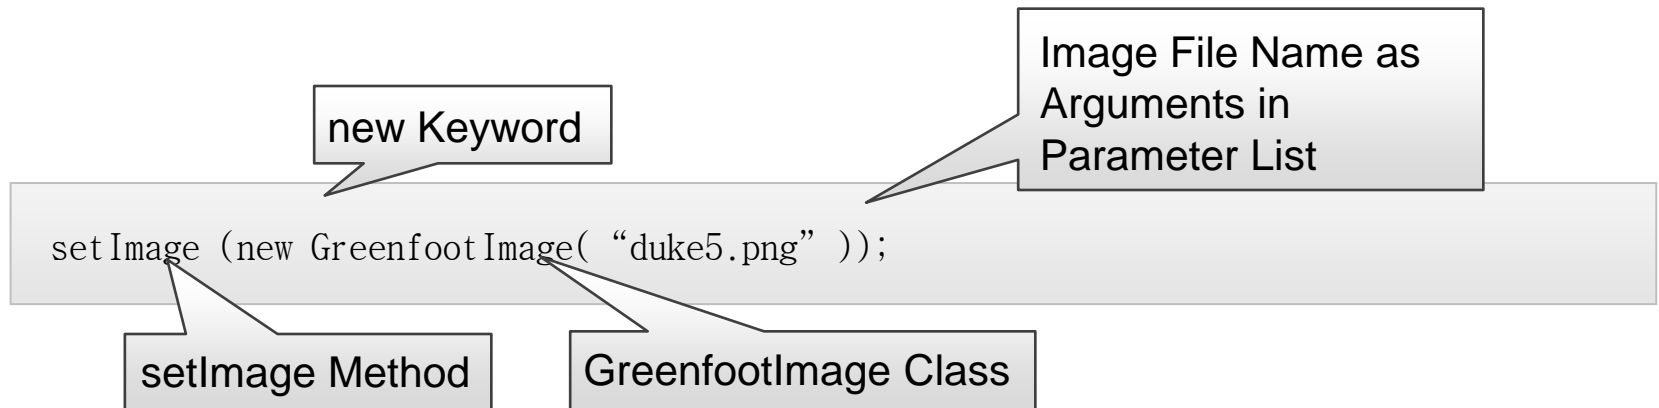 Image File Name as
Arguments in
Parameter List
new Keyword
setImage (new GreenfootImage( “duke5.png” ));
setImage Method
GreenfootImage Class